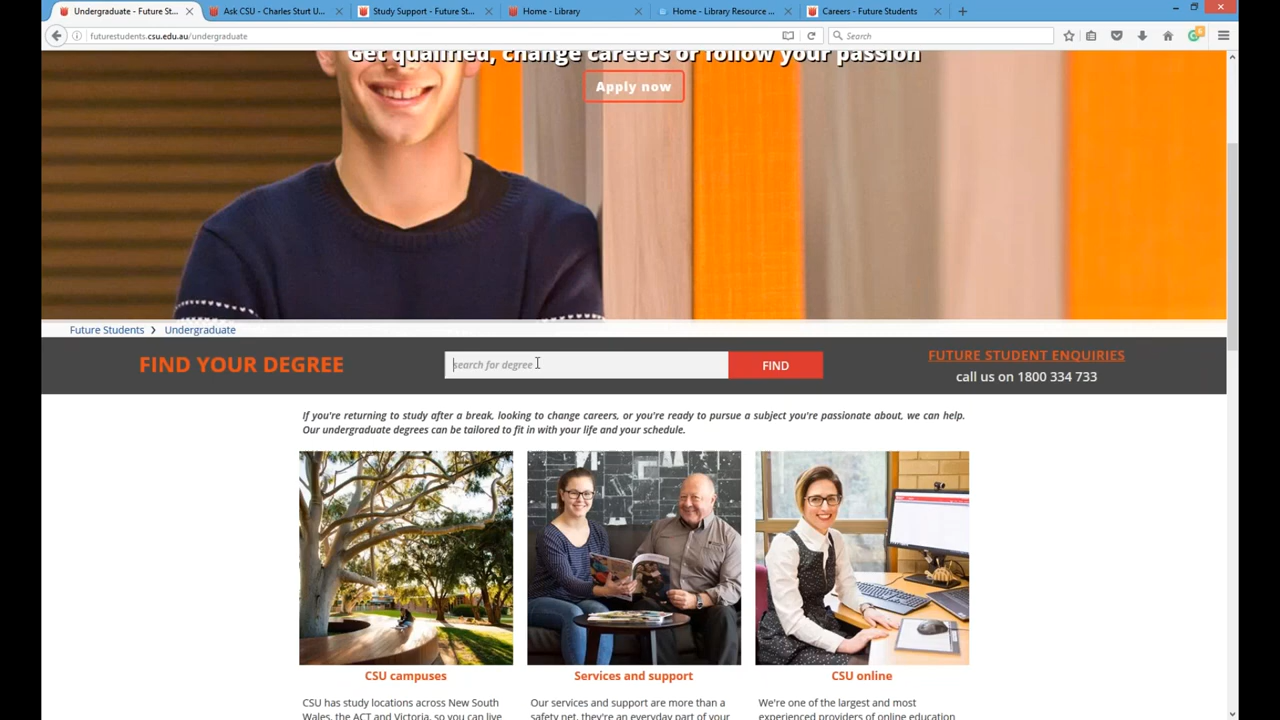 Undergraduate - Future St...
Ask CSU - Charles Sturt U...
Study Support - Future St...
Home - Library
Home - Library Resource ...
Careers - Future Students
futurestudents.csu.edu.au/undergraduate
Search
Get qualified, change careers or follow your passion
Apply now
Future Students > Undergraduate
FIND YOUR DEGREE
search for degree
FIND
FUTURE STUDENT ENQUIRIES
call us on 1800 334 733
If you're returning to study after a break, looking to change careers, or you're ready to pursue a subject you're passionate about, we can help.
Our undergraduate degrees can be tailored to fit in with your life and your schedule.
CSU campuses
CSU has study locations across New South
Wales, the ACT and Victoria, so you can live
Services and support
Our services and support are more than a
safety net, they're an everyday part of your
CSU online
We're one of the largest and most
experienced providers of online education